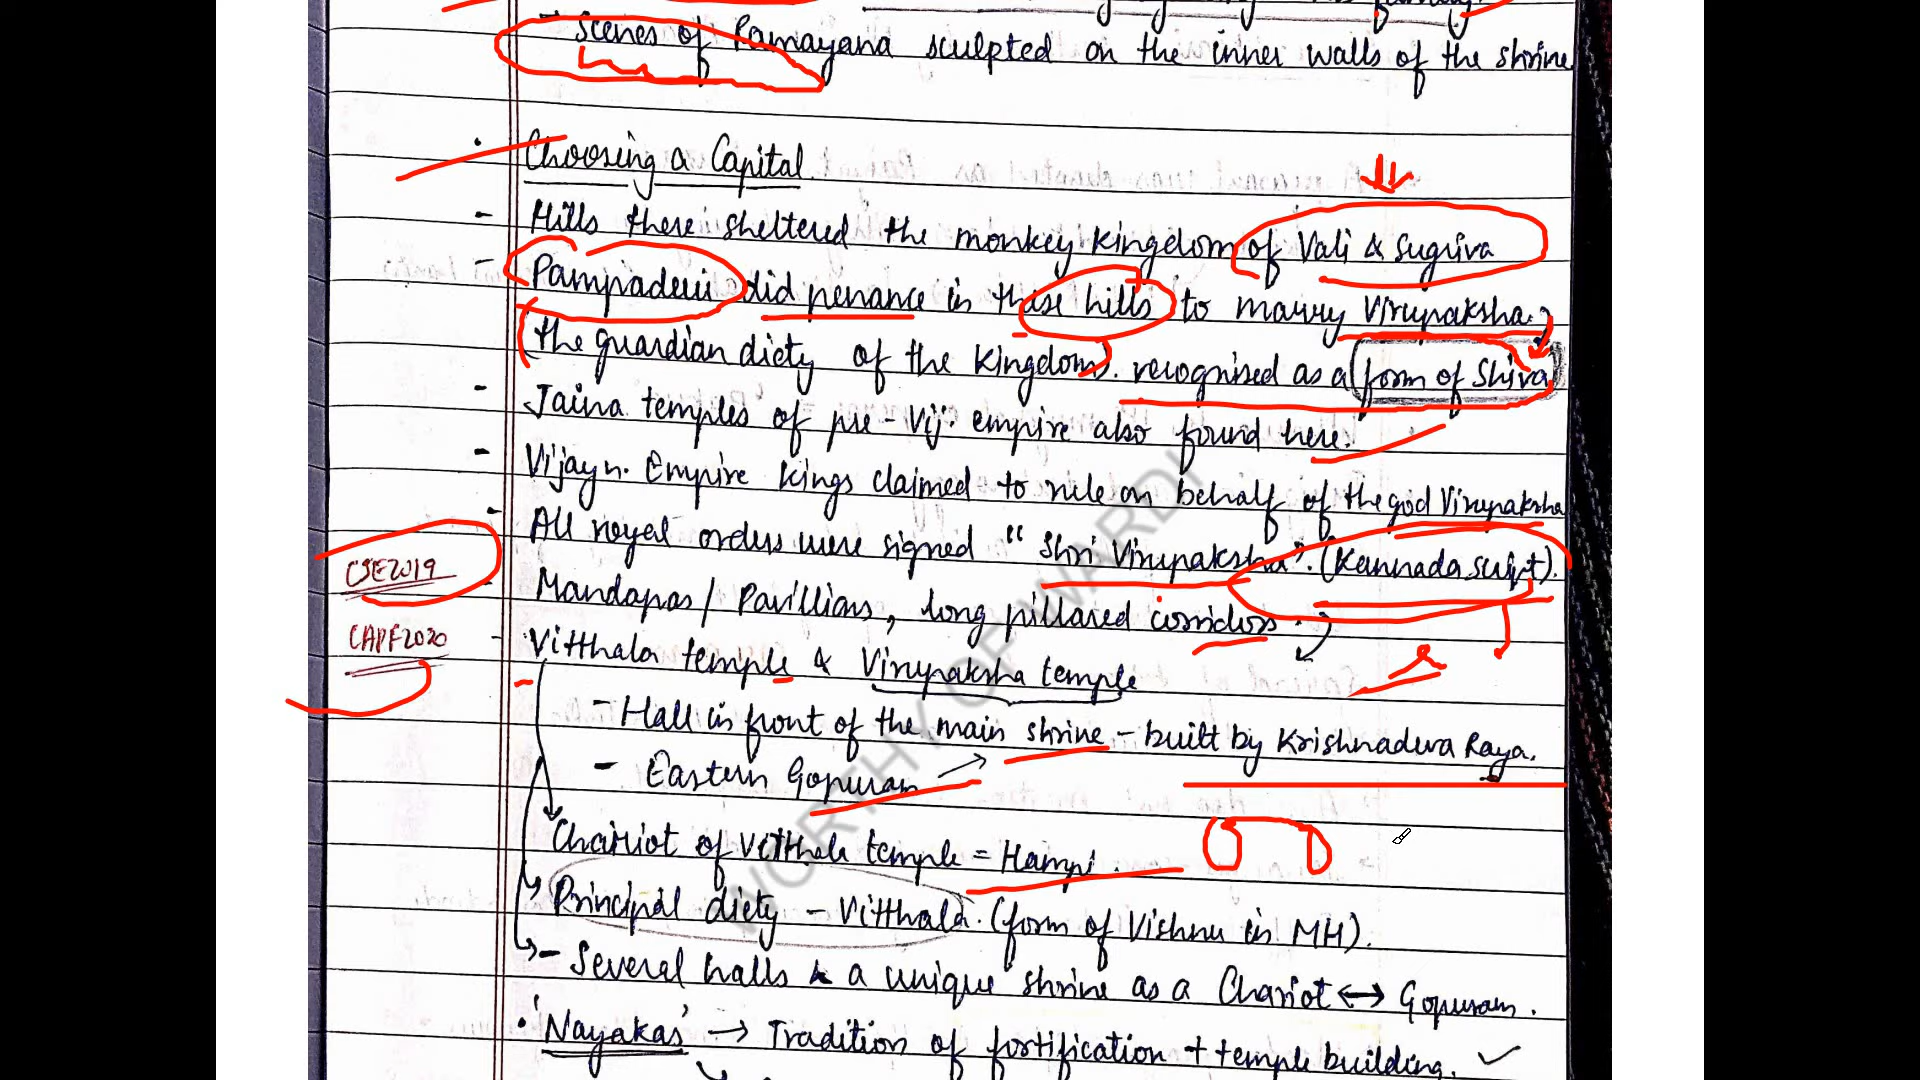 - Scenes of Ramayana sculpted on the inner walls of the shrine
· Choosing a Capital
- Hills there sheltered the monkey kingdom of Vali & Sugriva
- Pampadevi did penance in these hills to marry Virupaksha
(the guardian diety of the kingdom). recognised as a (form of Shiva)
- Jaina temples of pre-Vij. empire also found here.
- Vijayn. Empire kings claimed to rule on behalf of the god Virupaksha
- All royal orders were signed "Shri Virupaksha". (Kannada script).
CSE2019
- Mandapas/Pavillions, long pillared corridors.
CAPF2020
- Vitthala temple & Virupaksha temple
- Hall in front of the main shrine - built by Krishnadeva Raya.
- Eastern Gopuram →
Chariot of Vitthala temple = Hampi.
Principal diety - Vitthala. (form of Vishnu in MH).
- Several halls & a unique shrine as a Chariot ↔ Gopuram.
· 'Nayakas' → Tradition of fortification + temple building. ✓
WORTHY OF WARDI